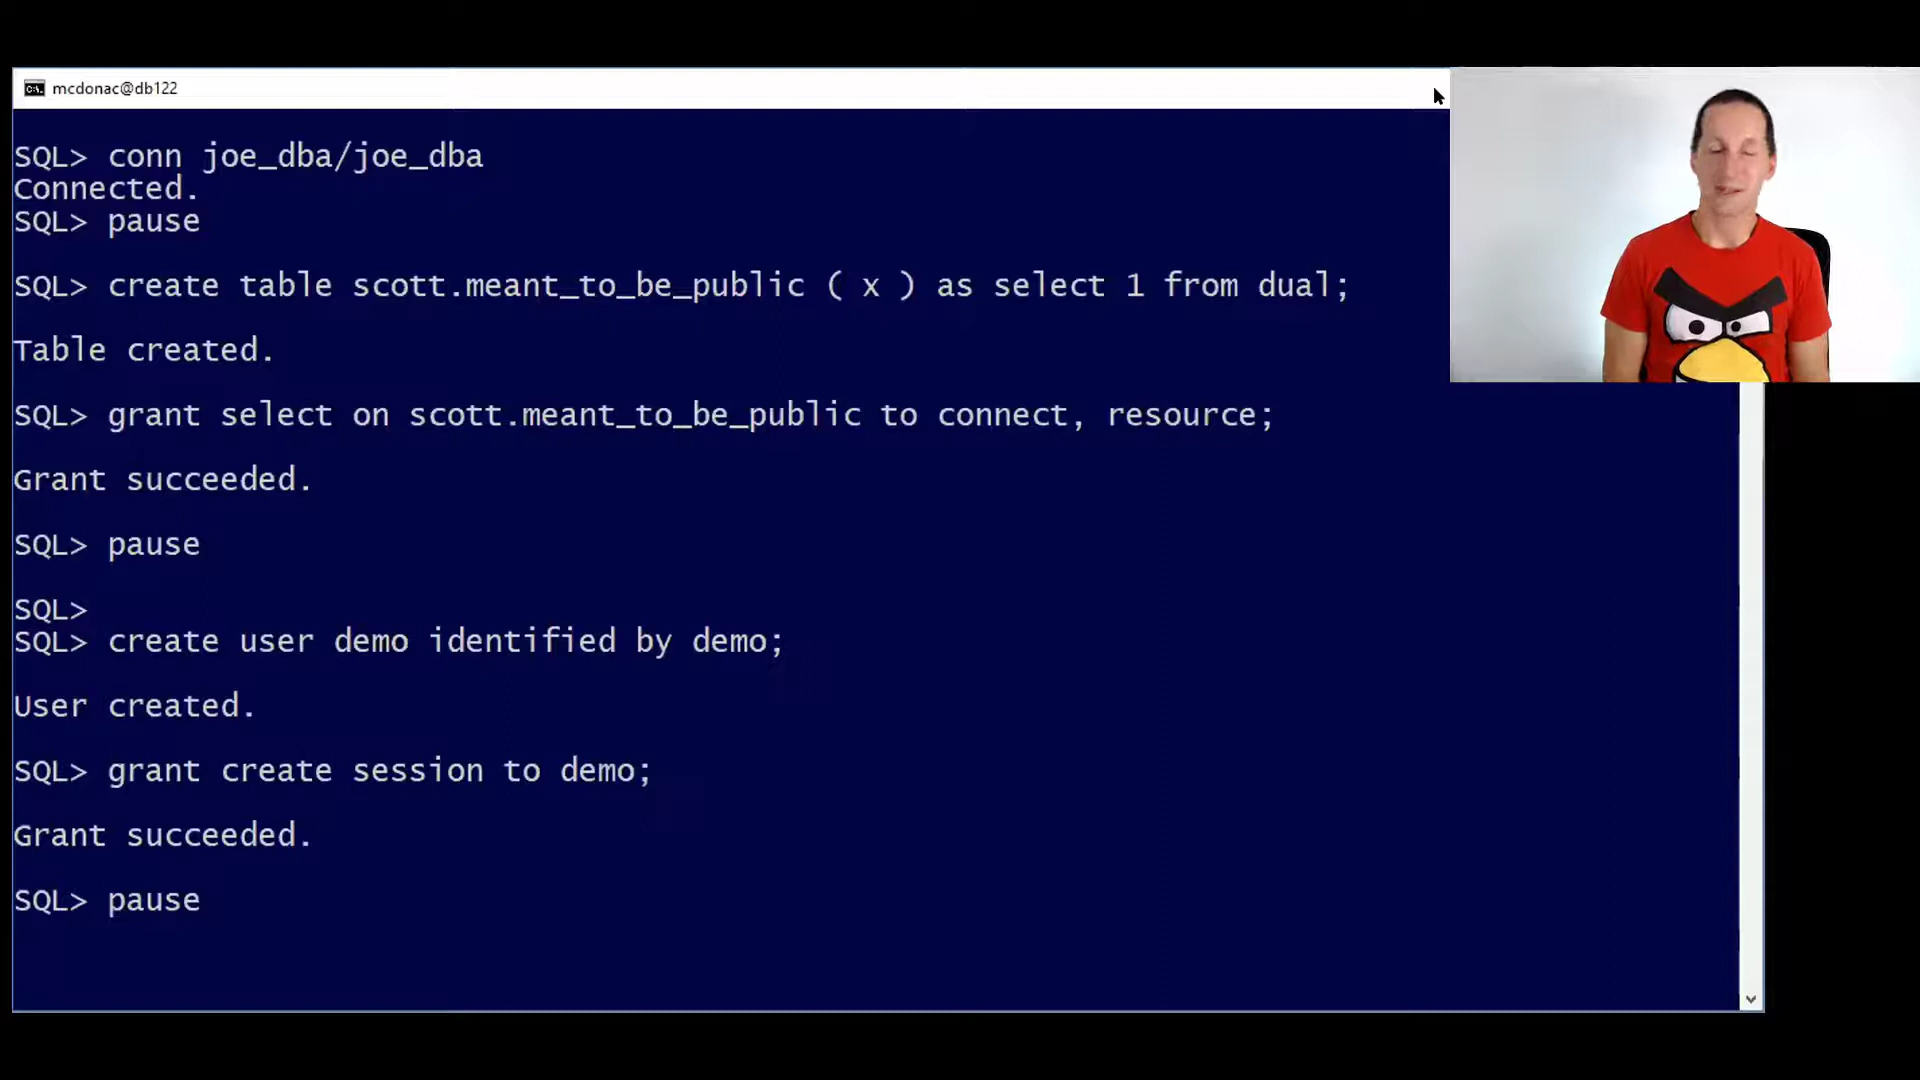 mcdonac@db122
SQL> conn joe_dba/joe_dba
Connected.
SQL> pause
SQL> create table scott.meant_to_be_public ( x ) as select 1 from dual;
Table created.
SQL> grant select on scott.meant_to_be_public to connect, resource;
Grant succeeded.
SQL> pause
SQL>
SQL> create user demo identified by demo;
User created.
SQL> grant create session to demo;
Grant succeeded.
SQL> pause